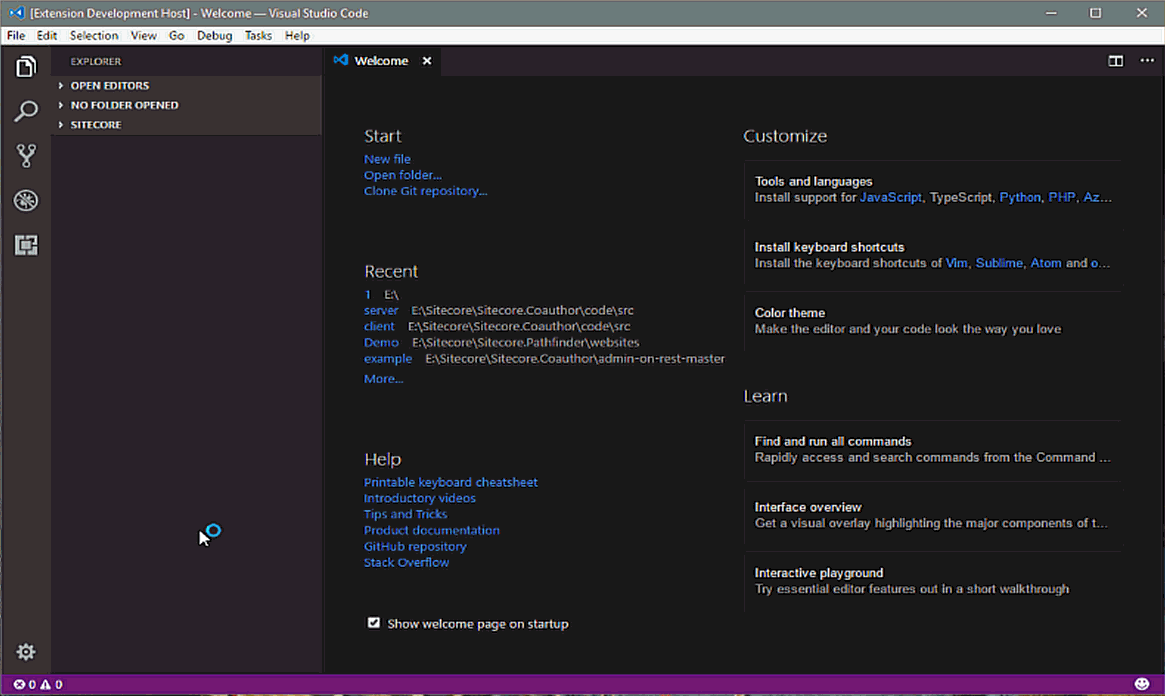 [Extension Development Host] - Welcome — Visual Studio Code
File Edit Selection View Go Debug Tasks Help
EXPLORER
OPEN EDITORS
NO FOLDER OPENED
SITECORE
Welcome
Start
New file
Open folder...
Clone Git repository...
Recent
1 E:\
server E:\Sitecore\Sitecore.Coauthor\code\src
client E:\Sitecore\Sitecore.Coauthor\code\src
Demo E:\Sitecore\Sitecore.Pathfinder\websites
example E:\Sitecore\Sitecore.Coauthor\admin-on-rest-master
More...
Help
Printable keyboard cheatsheet
Introductory videos
Tips and Tricks
Product documentation
GitHub repository
Stack Overflow
Show welcome page on startup
Customize
Tools and languages
Install support for JavaScript, TypeScript, Python, PHP, Az...
Install keyboard shortcuts
Install the keyboard shortcuts of Vim, Sublime, Atom and o...
Color theme
Make the editor and your code look the way you love
Learn
Find and run all commands
Rapidly access and search commands from the Command ...
Interface overview
Get a visual overlay highlighting the major components of t...
Interactive playground
Try essential editor features out in a short walkthrough
0 0